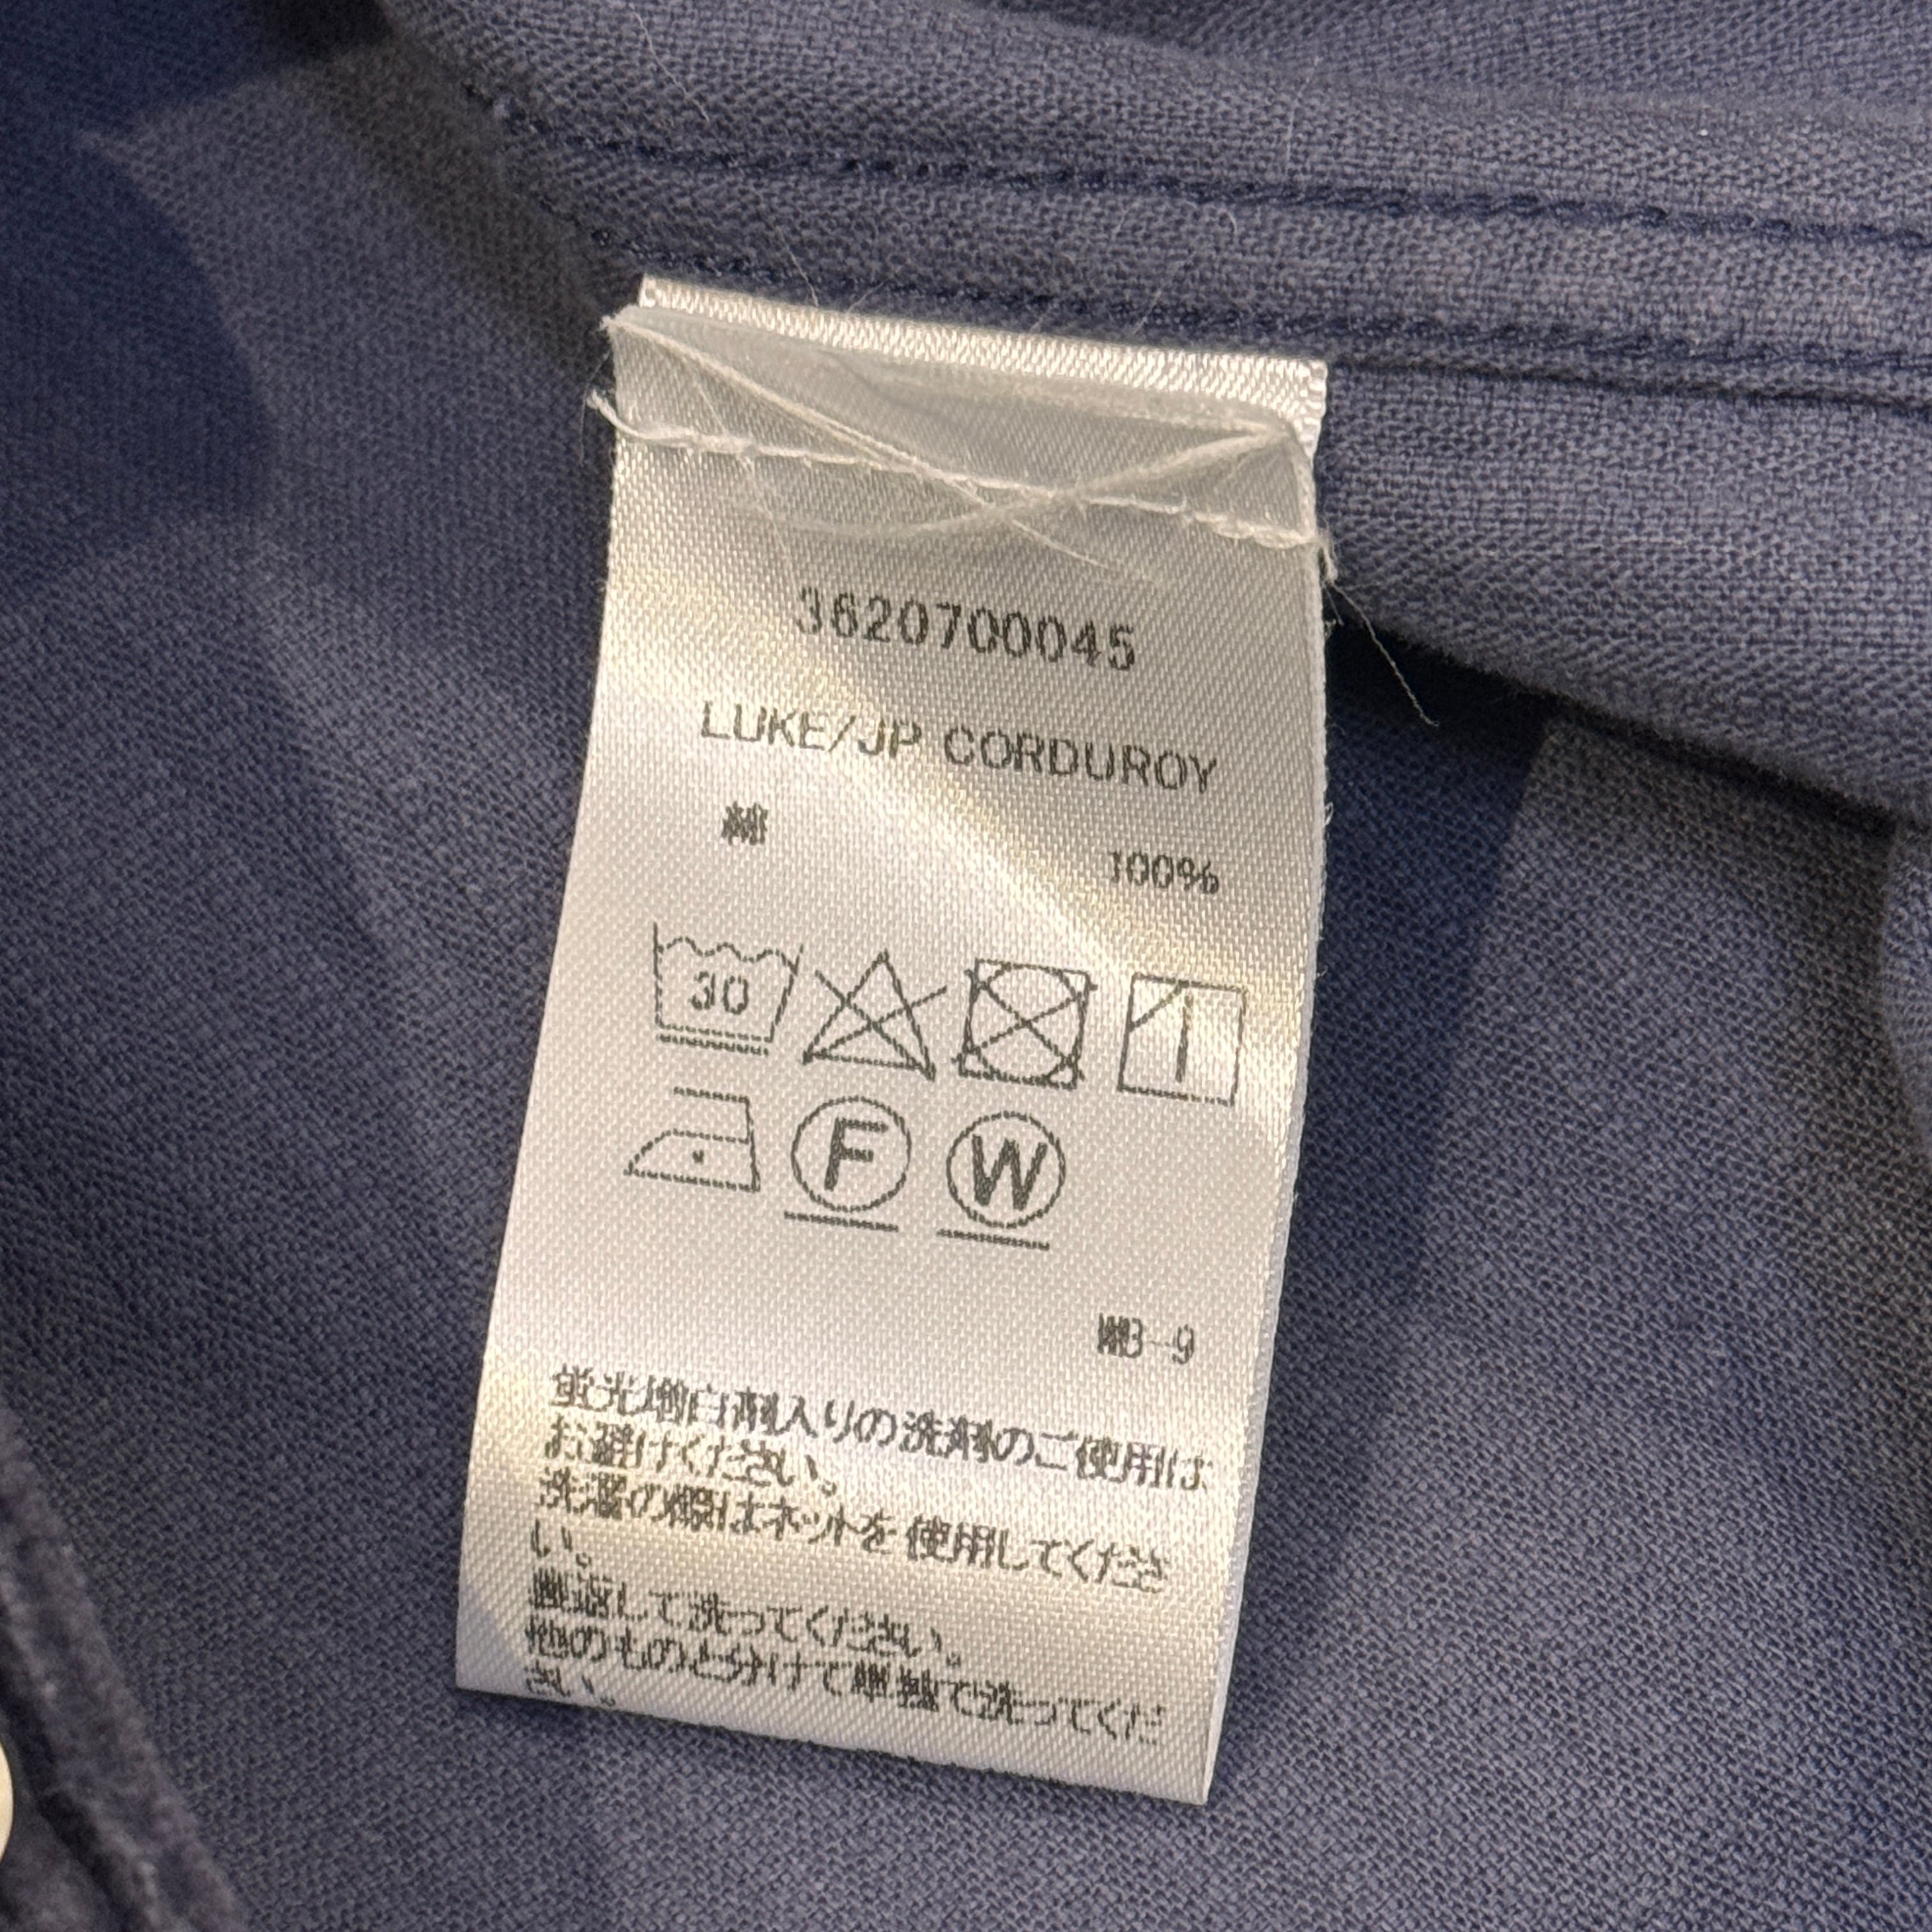 3620700045
LUKE/JP CORDUROY
綿 100%
30
F W
WB-9
蛍光増白剤入りの洗剤のご使用は
お避けください。
洗濯の際はネットを使用してくださ
い。
裏返して洗ってください。
他のものと分けて単独で洗ってくだ
さい。